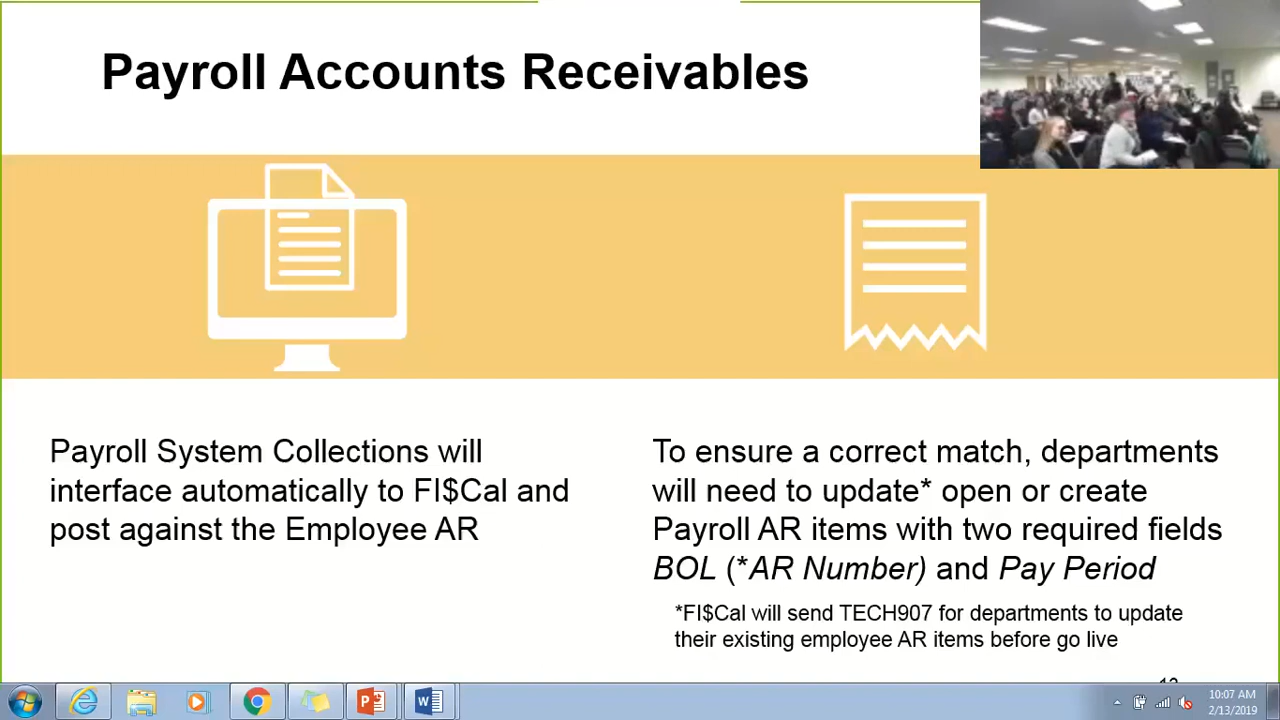 Payroll Accounts Receivables
Payroll System Collections will
interface automatically to FI$Cal and
post against the Employee AR
To ensure a correct match, departments
will need to update* open or create
Payroll AR items with two required fields
BOL (*AR Number) and Pay Period
*FI$Cal will send TECH907 for departments to update
their existing employee AR items before go live
10:07 AM
2/13/2019